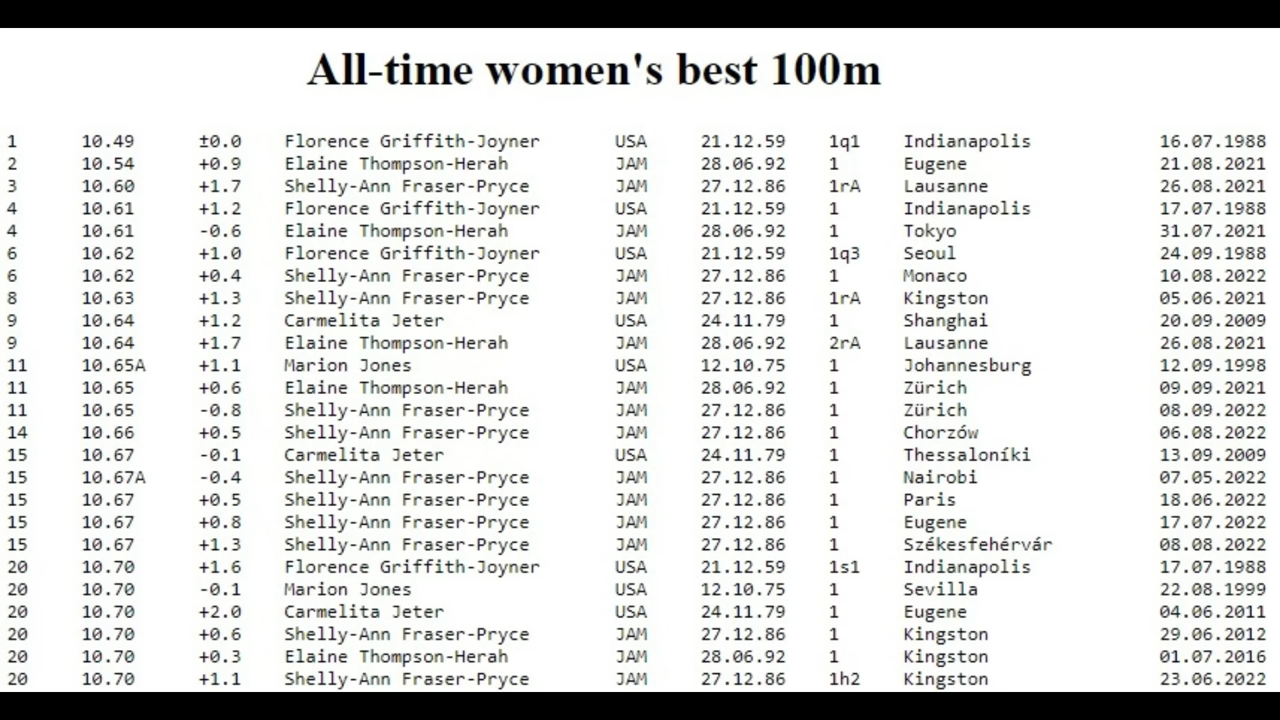 All-time women's best 100m
1 10.49 ±0.0 Florence Griffith-Joyner USA 21.12.59 1q1 Indianapolis 16.07.1988
2 10.54 +0.9 Elaine Thompson-Herah JAM 28.06.92 1 Eugene 21.08.2021
3 10.60 +1.7 Shelly-Ann Fraser-Pryce JAM 27.12.86 1rA Lausanne 26.08.2021
4 10.61 +1.2 Florence Griffith-Joyner USA 21.12.59 1 Indianapolis 17.07.1988
4 10.61 -0.6 Elaine Thompson-Herah JAM 28.06.92 1 Tokyo 31.07.2021
6 10.62 +1.0 Florence Griffith-Joyner USA 21.12.59 1q3 Seoul 24.09.1988
6 10.62 +0.4 Shelly-Ann Fraser-Pryce JAM 27.12.86 1 Monaco 10.08.2022
8 10.63 +1.3 Shelly-Ann Fraser-Pryce JAM 27.12.86 1rA Kingston 05.06.2021
9 10.64 +1.2 Carmelita Jeter USA 24.11.79 1 Shanghai 20.09.2009
9 10.64 +1.7 Elaine Thompson-Herah JAM 28.06.92 2rA Lausanne 26.08.2021
11 10.65A +1.1 Marion Jones USA 12.10.75 1 Johannesburg 12.09.1998
11 10.65 +0.6 Elaine Thompson-Herah JAM 28.06.92 1 Zürich 09.09.2021
11 10.65 -0.8 Shelly-Ann Fraser-Pryce JAM 27.12.86 1 Zürich 08.09.2022
14 10.66 +0.5 Shelly-Ann Fraser-Pryce JAM 27.12.86 1 Chorzów 06.08.2022
15 10.67 -0.1 Carmelita Jeter USA 24.11.79 1 Thessaloníki 13.09.2009
15 10.67A -0.4 Shelly-Ann Fraser-Pryce JAM 27.12.86 1 Nairobi 07.05.2022
15 10.67 +0.5 Shelly-Ann Fraser-Pryce JAM 27.12.86 1 Paris 18.06.2022
15 10.67 +0.8 Shelly-Ann Fraser-Pryce JAM 27.12.86 1 Eugene 17.07.2022
15 10.67 +1.3 Shelly-Ann Fraser-Pryce JAM 27.12.86 1 Székesfehérvár 08.08.2022
20 10.70 +1.6 Florence Griffith-Joyner USA 21.12.59 1s1 Indianapolis 17.07.1988
20 10.70 -0.1 Marion Jones USA 12.10.75 1 Sevilla 22.08.1999
20 10.70 +2.0 Carmelita Jeter USA 24.11.79 1 Eugene 04.06.2011
20 10.70 +0.6 Shelly-Ann Fraser-Pryce JAM 27.12.86 1 Kingston 29.06.2012
20 10.70 +0.3 Elaine Thompson-Herah JAM 28.06.92 1 Kingston 01.07.2016
20 10.70 +1.1 Shelly-Ann Fraser-Pryce JAM 27.12.86 1h2 Kingston 23.06.2022